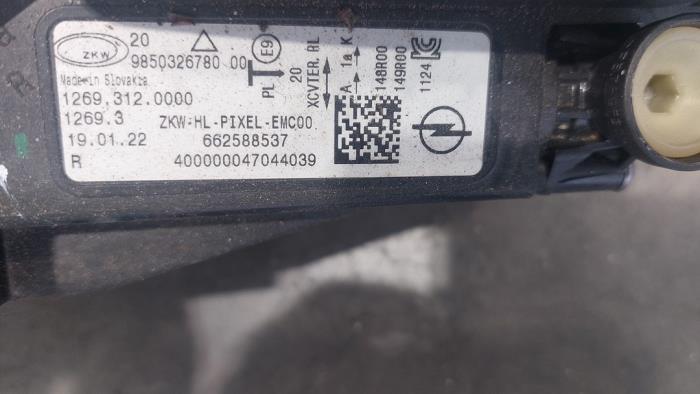 ZKW
20
9850326780 00
Made in Slovakia
1269.312.0000
1269.3
ZKW-HL-PIXEL-EMC00
19.01.22
662588537
R
400000047044039
E9
PL
20
XCVTER. RL
A 1a K
148R00
149R00
1124